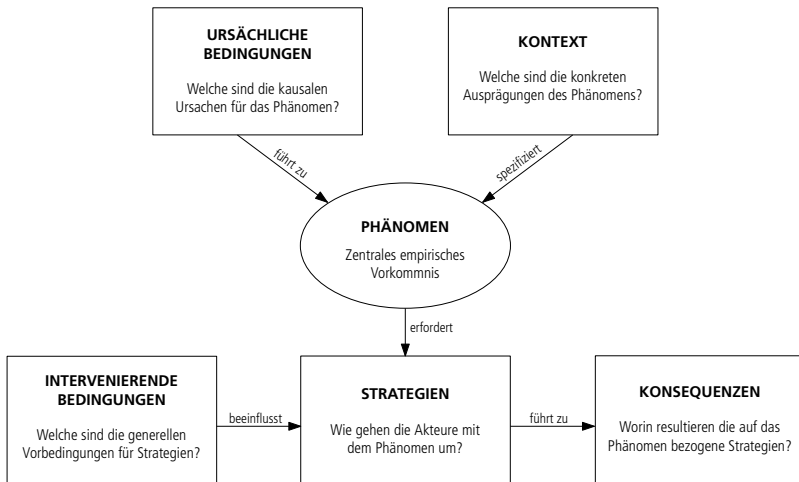 URSÄCHLICHE
BEDINGUNGEN
Welche sind die kausalen
Ursachen für das Phänomen?
KONTEXT
Welche sind die konkreten
Ausprägungen des Phänomens?
führt zu
spezifiziert
PHÄNOMEN
Zentrales empirisches
Vorkommnis
erfordert
INTERVENIERENDE
BEDINGUNGEN
Welche sind die generellen
Vorbedingungen für Strategien?
beeinflusst
STRATEGIEN
Wie gehen die Akteure mit
dem Phänomen um?
führt zu
KONSEQUENZEN
Worin resultieren die auf das
Phänomen bezogene Strategien?